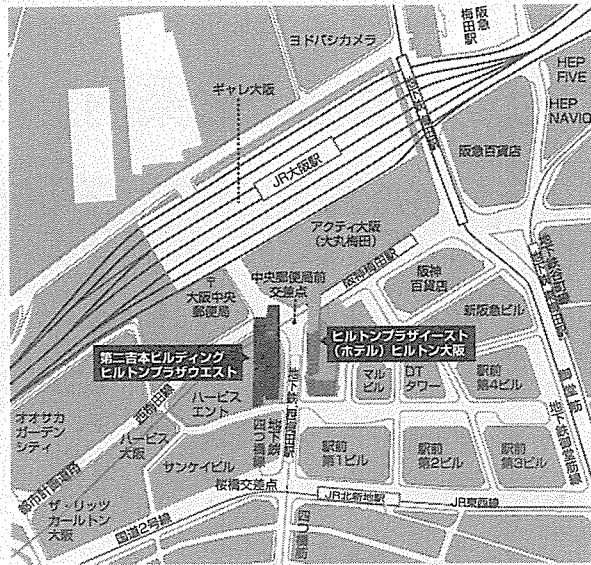 ヨドバシカメラ
阪急
梅田駅
HEP
FIVE
HEP
NAVIO
ギャレ大阪
阪急百貨店
JR大阪駅
アクティ大阪
(大丸梅田)
中央郵便局前
交差点
阪神梅田駅
〒
大阪中央
郵便局
阪神
百貨店
新阪急ビル
第二吉本ビルディング
ヒルトンプラザウエスト
ヒルトンプラザイースト
(ホテル)ヒルトン大阪
マル
ビル
DT
タワー
駅前
第4ビル
西梅田線
ハービス
エント
地下鉄
四つ橋線
地下鉄 西梅田駅
オオサカ
ガーデン
シティ
ハービス
大阪
サンケイビル
駅前
第1ビル
駅前
第2ビル
駅前
第3ビル
都市計画道路
桜橋交差点
ザ・リッツ
カールトン
大阪
国道2号線
JR北新地駅
JR東西線